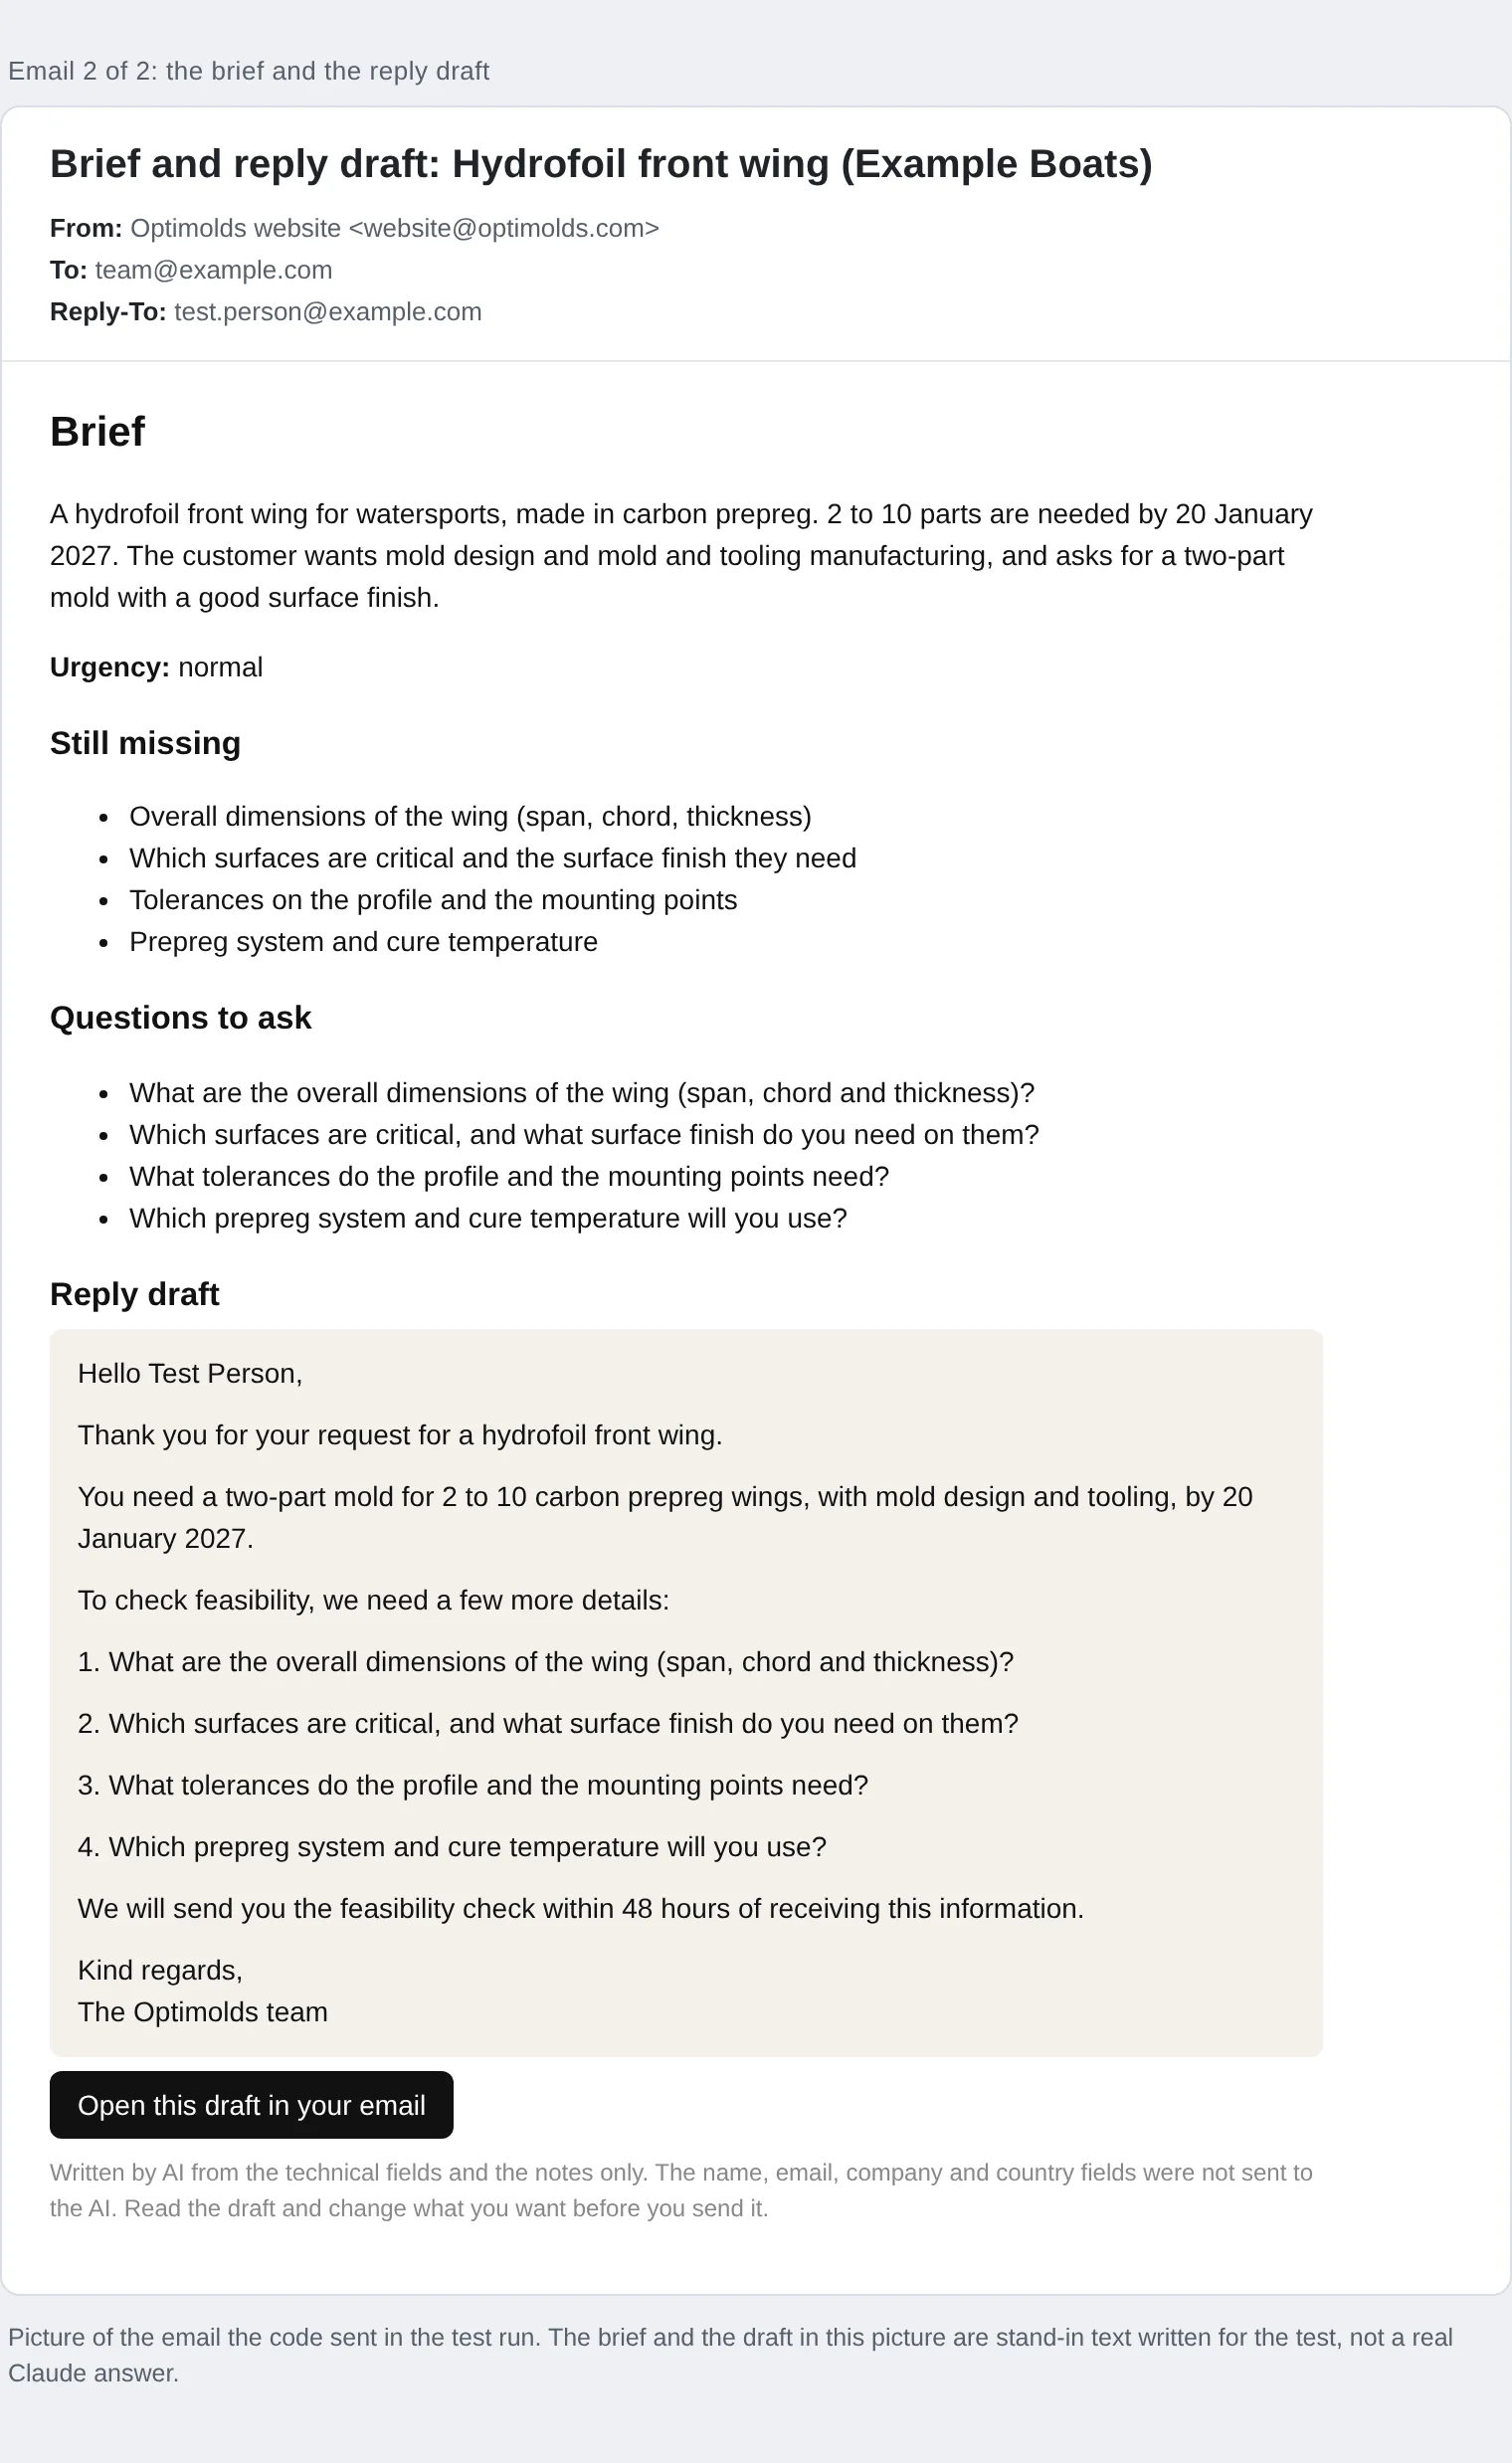 Email 2 of 2: the brief and the reply draft
Brief and reply draft: Hydrofoil front wing (Example Boats)
From: Optimolds website <website@optimolds.com>
To: team@example.com
Reply-To: test.person@example.com
Brief
A hydrofoil front wing for watersports, made in carbon prepreg. 2 to 10 parts are needed by 20 January
2027. The customer wants mold design and mold and tooling manufacturing, and asks for a two-part
mold with a good surface finish.
Urgency: normal
Still missing
• Overall dimensions of the wing (span, chord, thickness)
• Which surfaces are critical and the surface finish they need
• Tolerances on the profile and the mounting points
• Prepreg system and cure temperature
Questions to ask
• What are the overall dimensions of the wing (span, chord and thickness)?
• Which surfaces are critical, and what surface finish do you need on them?
• What tolerances do the profile and the mounting points need?
• Which prepreg system and cure temperature will you use?
Reply draft
Hello Test Person,
Thank you for your request for a hydrofoil front wing.
You need a two-part mold for 2 to 10 carbon prepreg wings, with mold design and tooling, by 20
January 2027.
To check feasibility, we need a few more details:
1. What are the overall dimensions of the wing (span, chord and thickness)?
2. Which surfaces are critical, and what surface finish do you need on them?
3. What tolerances do the profile and the mounting points need?
4. Which prepreg system and cure temperature will you use?
We will send you the feasibility check within 48 hours of receiving this information.
Kind regards,
The Optimolds team
Open this draft in your email
Written by AI from the technical fields and the notes only. The name, email, company and country fields were not sent to
the AI. Read the draft and change what you want before you send it.
Picture of the email the code sent in the test run. The brief and the draft in this picture are stand-in text written for the test, not a real
Claude answer.